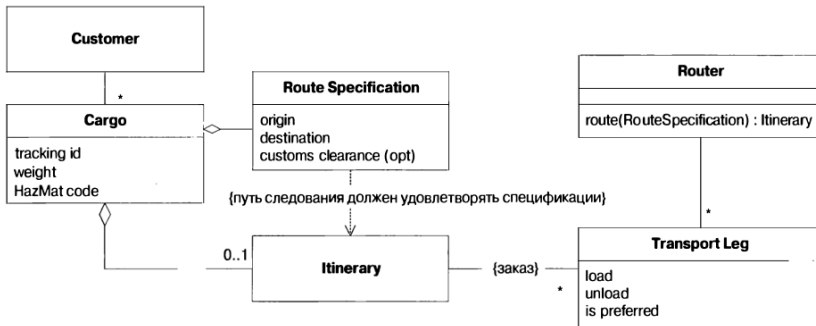 Customer
*
Cargo
tracking id
weight
HazMat code
Route Specification
origin
destination
customs clearance (opt)
Router
route(RouteSpecification) : Itinerary
{путь следования должен удовлетворять спецификации}
*
0..1
Itinerary
{заказ}
*
Transport Leg
load
unload
is preferred